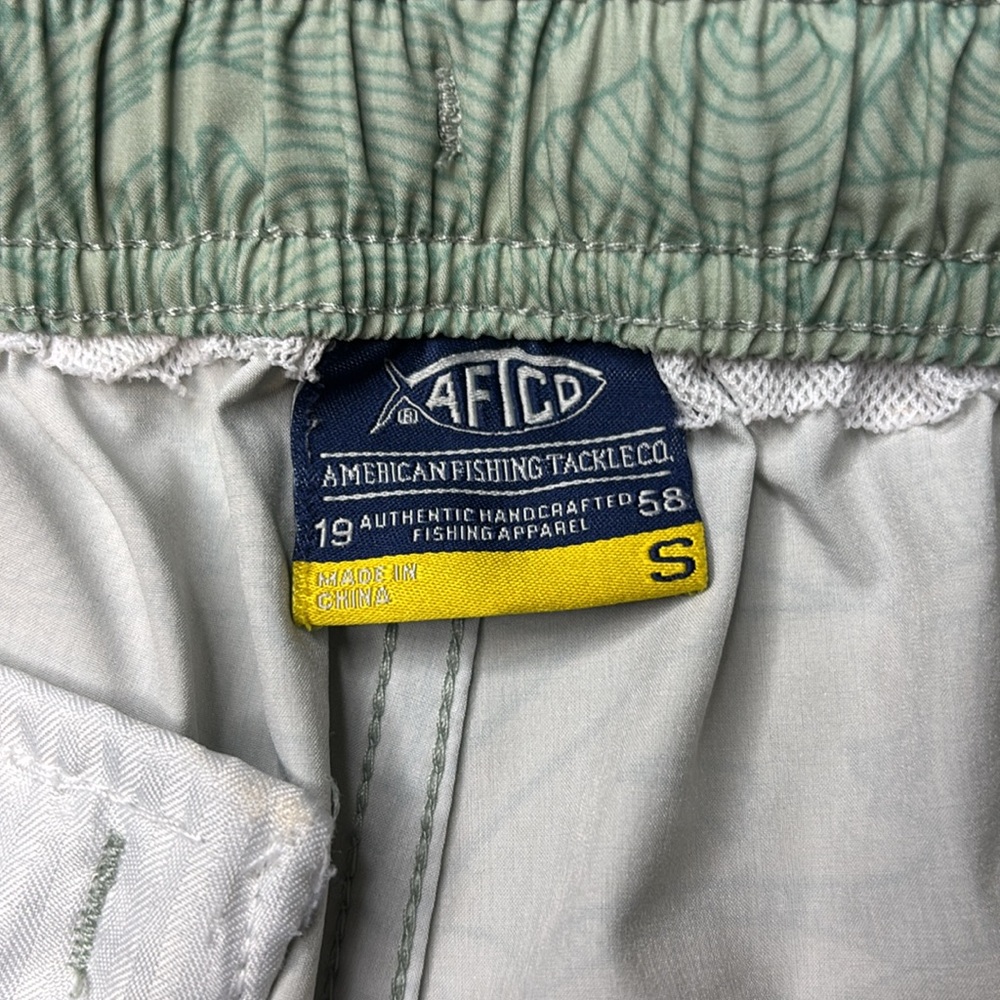 AFTCO
®
AMERICAN FISHING TACKLE CO.
19 AUTHENTIC HANDCRAFTED 58
FISHING APPAREL
MADE IN
CHINA
S